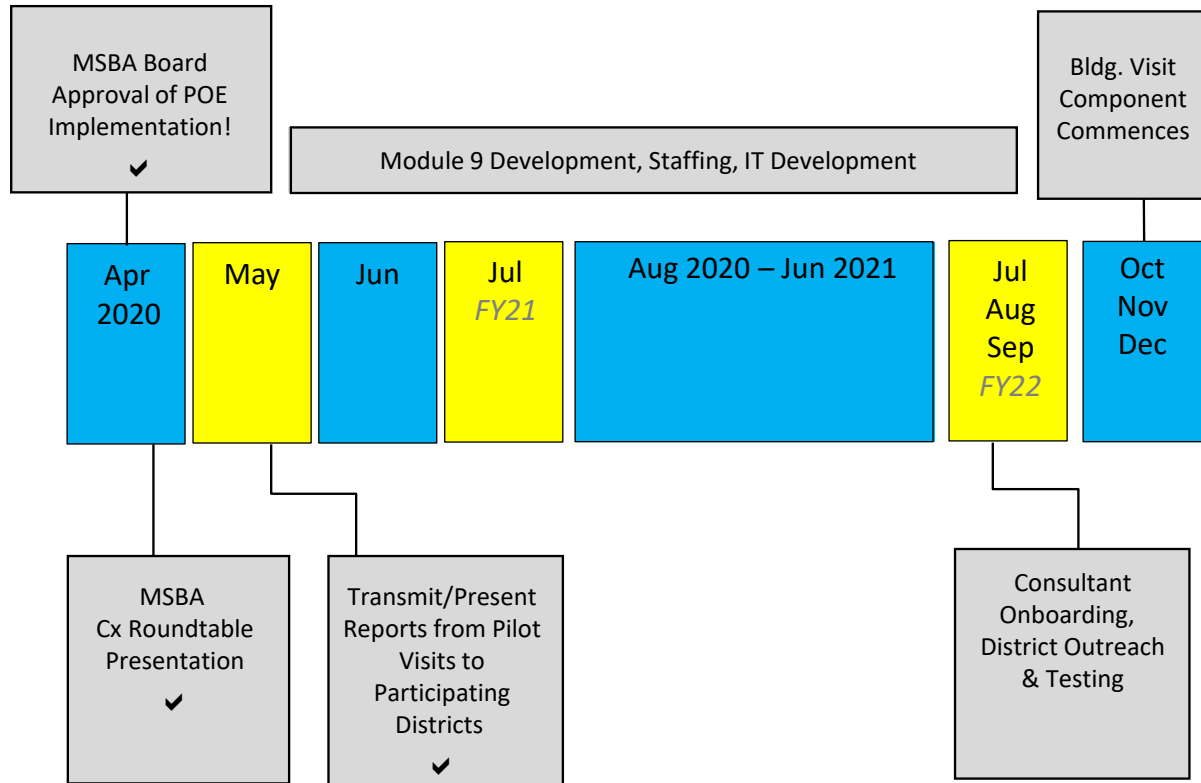 MSBA Board
Approval of POE
Implementation!
✔
Module 9 Development, Staffing, IT Development
Bldg. Visit
Component
Commences
Apr
2020
May
Jun
Jul
FY21
Aug 2020 – Jun 2021
Jul
Aug
Sep
FY22
Oct
Nov
Dec
MSBA
Cx Roundtable
Presentation
✔
Transmit/Present
Reports from Pilot
Visits to
Participating
Districts
✔
Consultant
Onboarding,
District Outreach
& Testing